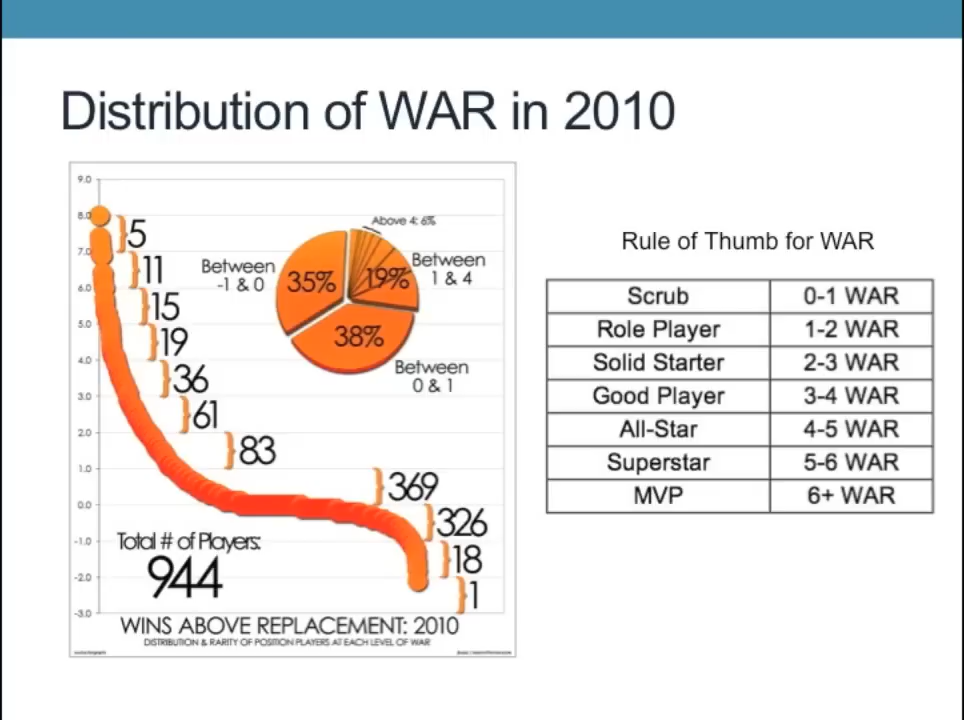 Distribution of WAR in 2010
9.0
8.0
7.0
6.0
5.0
4.0
3.0
2.0
1.0
0.0
-1.0
-2.0
-3.0
5
11
15
19
36
61
83
369
326
18
1
Above 4: 6%
Between
1 & 4
19%
Between
-1 & 0
35%
38%
Between
0 & 1
Total # of Players:
944
WINS ABOVE REPLACEMENT: 2010
DISTRIBUTION & RARITY OF POSITION PLAYERS AT EACH LEVEL OF WAR
Rule of Thumb for WAR
Scrub 0-1 WAR
Role Player 1-2 WAR
Solid Starter 2-3 WAR
Good Player 3-4 WAR
All-Star 4-5 WAR
Superstar 5-6 WAR
MVP 6+ WAR